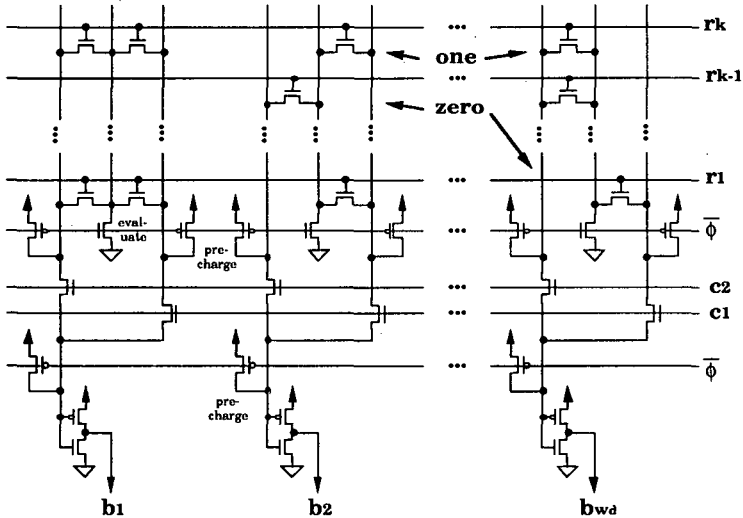 rk
one
rk-1
zero
r1
eval-
uate
pre-
charge
φ̄
c2
c1
φ̄
pre-
charge
b1
b2
bwd